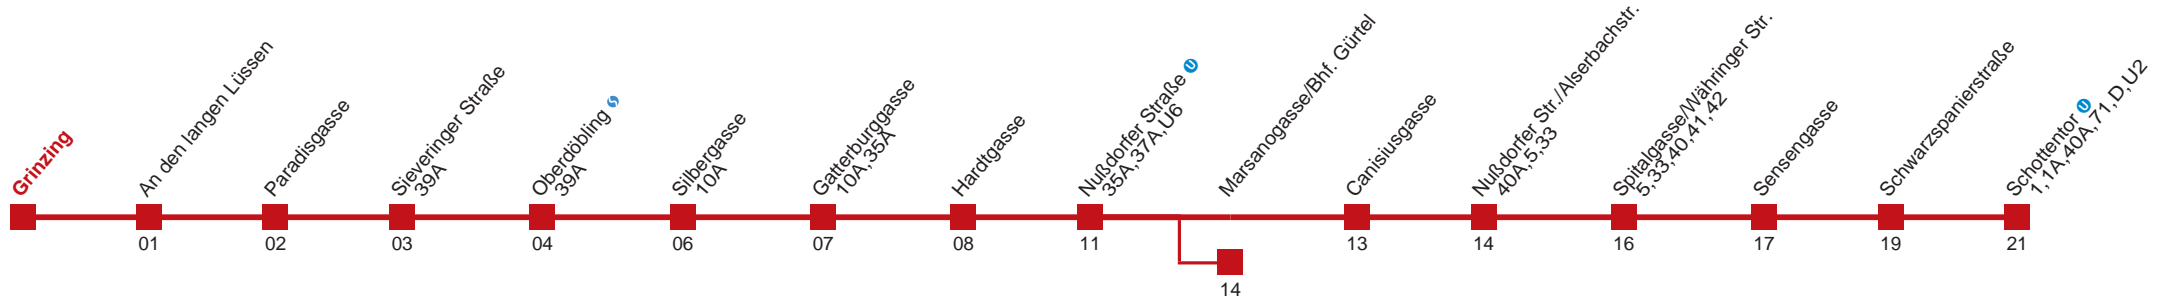 Grinzing
An den langen Lüssen
01
Paradisgasse
02
Sieveringer Straße
39A
03
Oberdöbling S
39A
04
Silbergasse
10A
06
Gatterburggasse
10A,35A
07
Hardtgasse
08
Nußdorfer Straße U
35A,37A,U6
11
Marsanogasse/Bhf. Gürtel
14
Canisiusgasse
13
Nußdorfer Str./Alserbachstr.
40A,5,33
14
Spitalgasse/Währinger Str.
5,33,40,41,42
16
Sensengasse
17
Schwarzspanierstraße
19
Schottentor U
1,1A,40A,71,D,U2
21